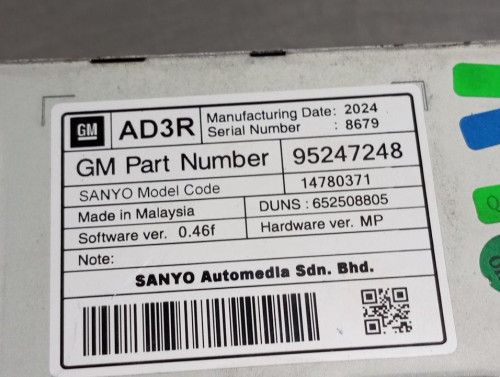 GM AD3R Manufacturing Date: 2024
Serial Number : 8679
GM Part Number 95247248
SANYO Model Code 14780371
Made in Malaysia DUNS : 652508805
Software ver. 0.46f Hardware ver. MP
Note:
SANYO Automedia Sdn. Bhd.